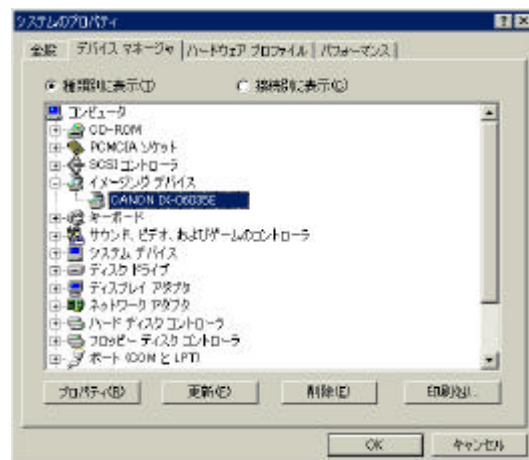 システムのプロパティ
全般 デバイス マネージャ ハードウェア プロファイル パフォーマンス
種類別に表示(T) 接続別に表示(C)
コンピュータ
CD-ROM
PCMCIA ソケット
SCSI コントローラ
イメージング デバイス
CANON
キーボード
サウンド、ビデオ、およびゲームのコントローラ
システム デバイス
ディスク ドライブ
ディスプレイ アダプタ
ネットワーク アダプタ
ハード ディスク コントローラ
フロッピー ディスク コントローラ
ポート (COM と LPT)
プロパティ(R) 更新(F) 削除(E) 印刷(N)...
OK キャンセル